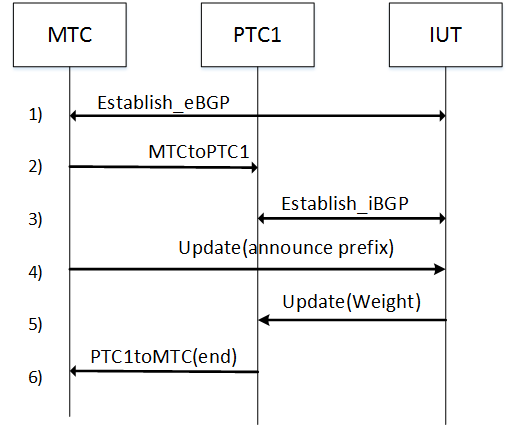 MTC PTC1 IUT
1) Establish_eBGP
2) MTCtoPTC1
3) Establish_iBGP
4) Update(announce prefix)
5) Update(Weight)
6) PTC1toMTC(end)